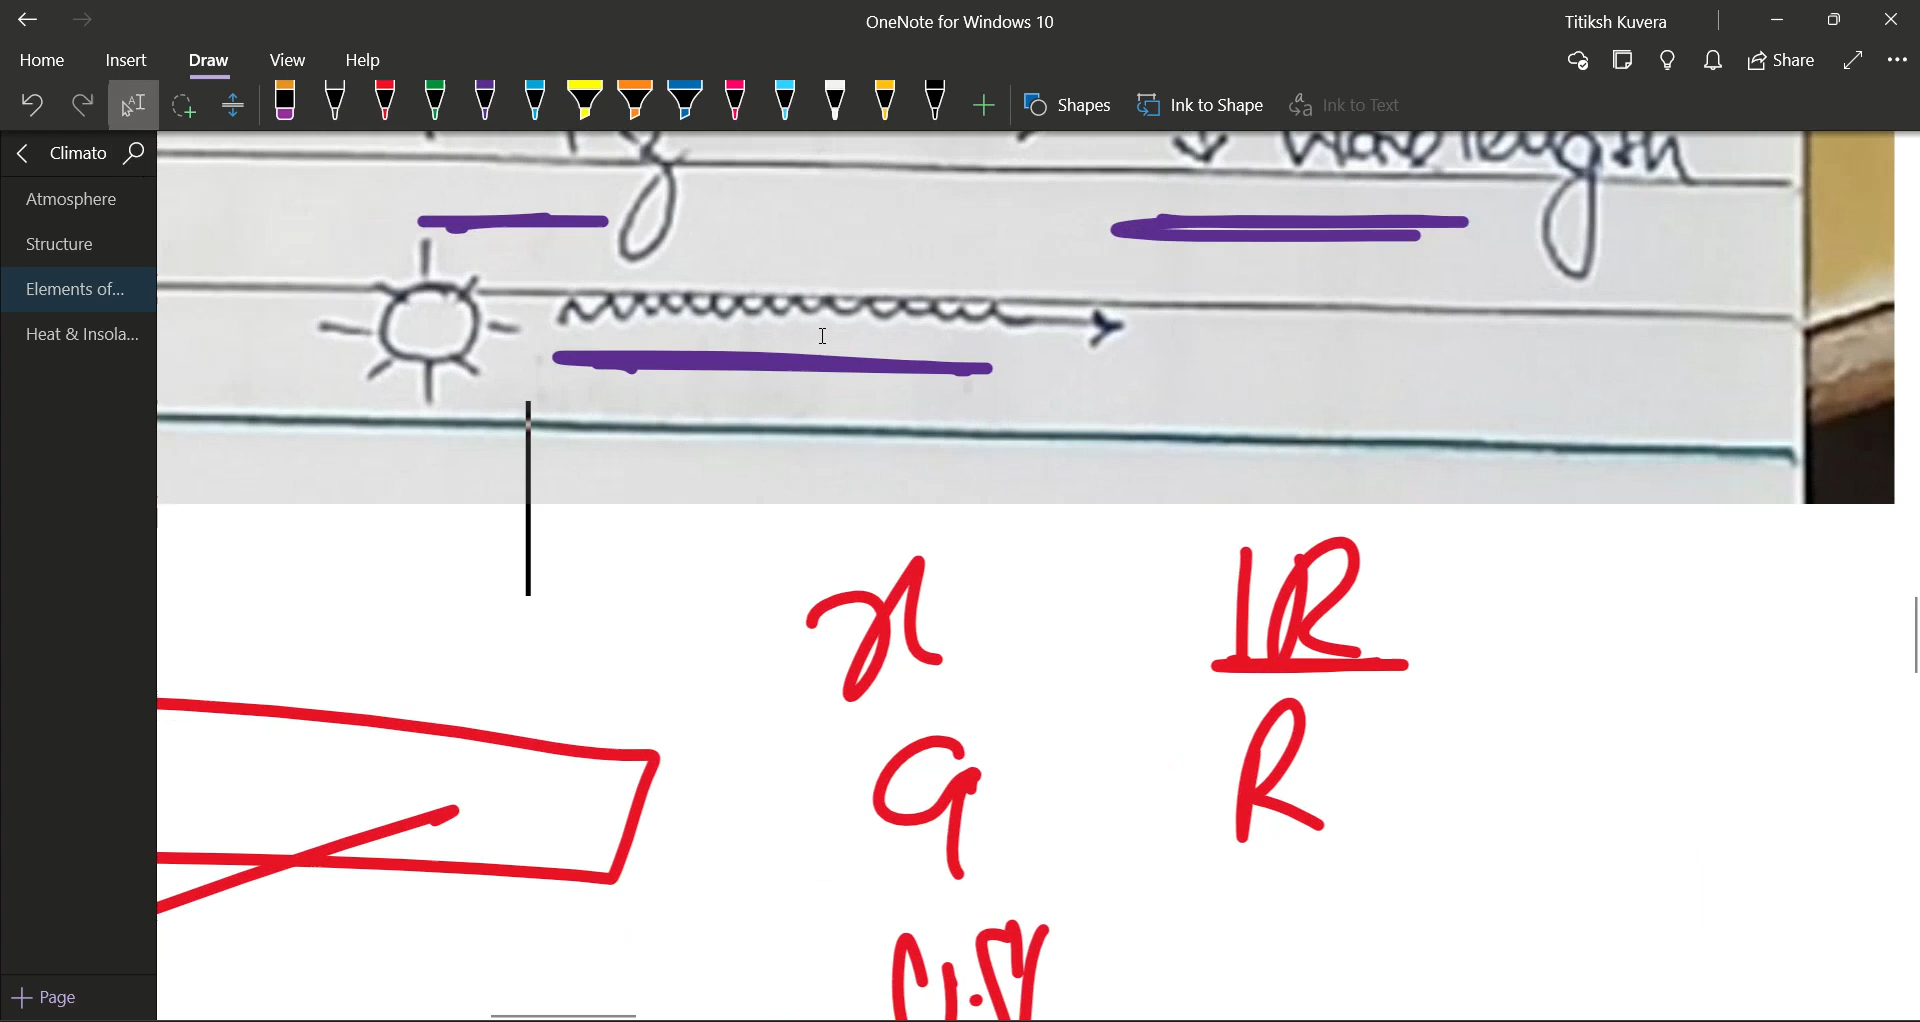 OneNote for Windows 10
Titiksh Kuvera
Home Insert Draw View Help
Share
Shapes
Ink to Shape
Ink to Text
Climato
Atmosphere
Structure
Elements of...
Heat & Insola...
Page
↓ Wavelength
IR
R